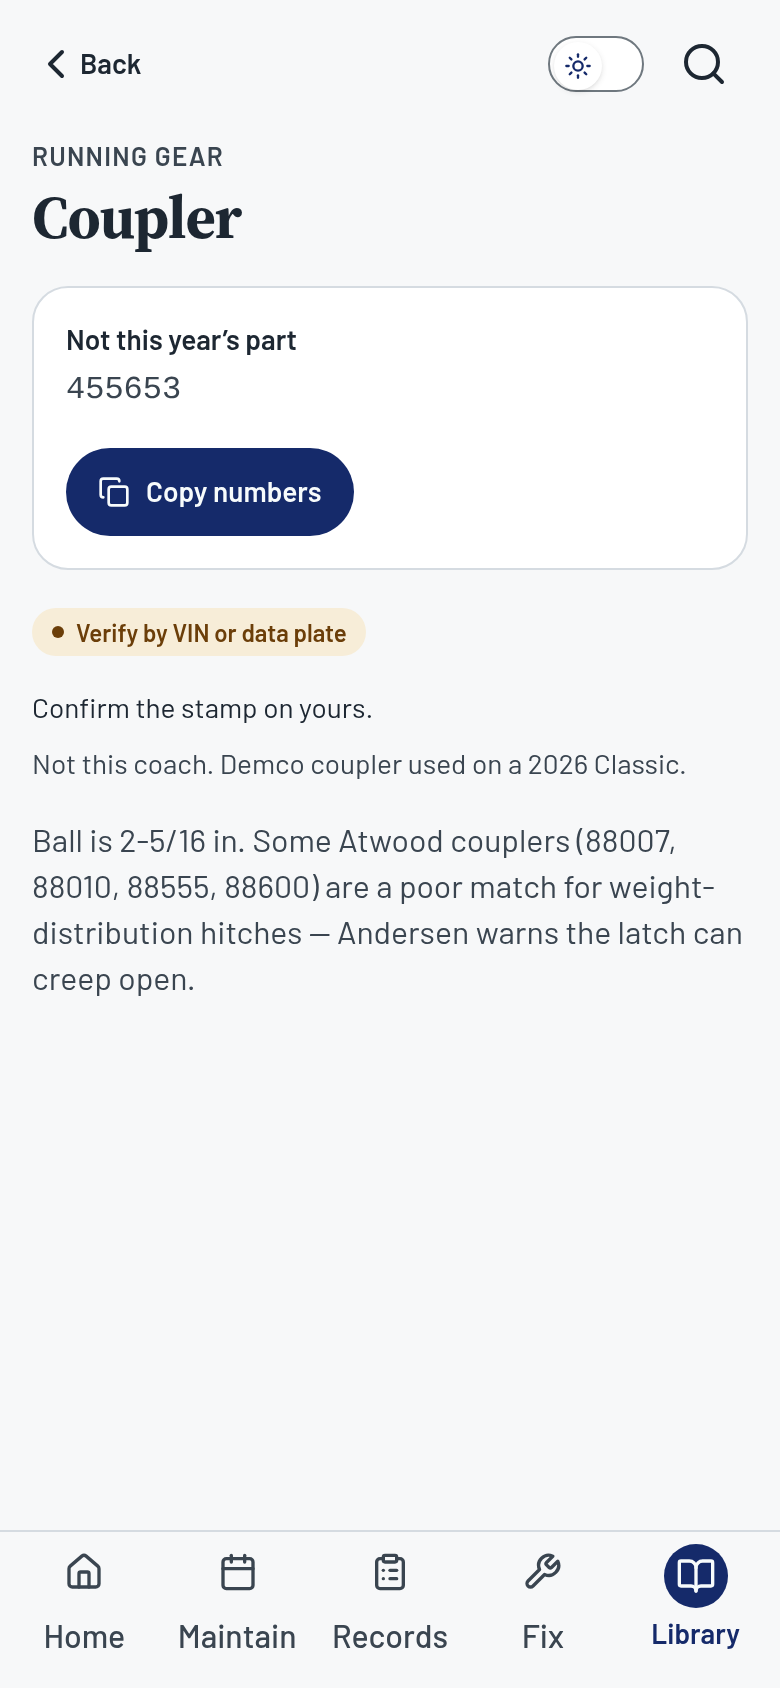 Back
RUNNING GEAR
Coupler
Not this year’s part
455653
Copy numbers
Verify by VIN or data plate
Confirm the stamp on yours.
Not this coach. Demco coupler used on a 2026 Classic.
Ball is 2-5/16 in. Some Atwood couplers (88007,
88010, 88555, 88600) are a poor match for weight-
distribution hitches — Andersen warns the latch can
creep open.
Home
Maintain
Records
Fix
Library